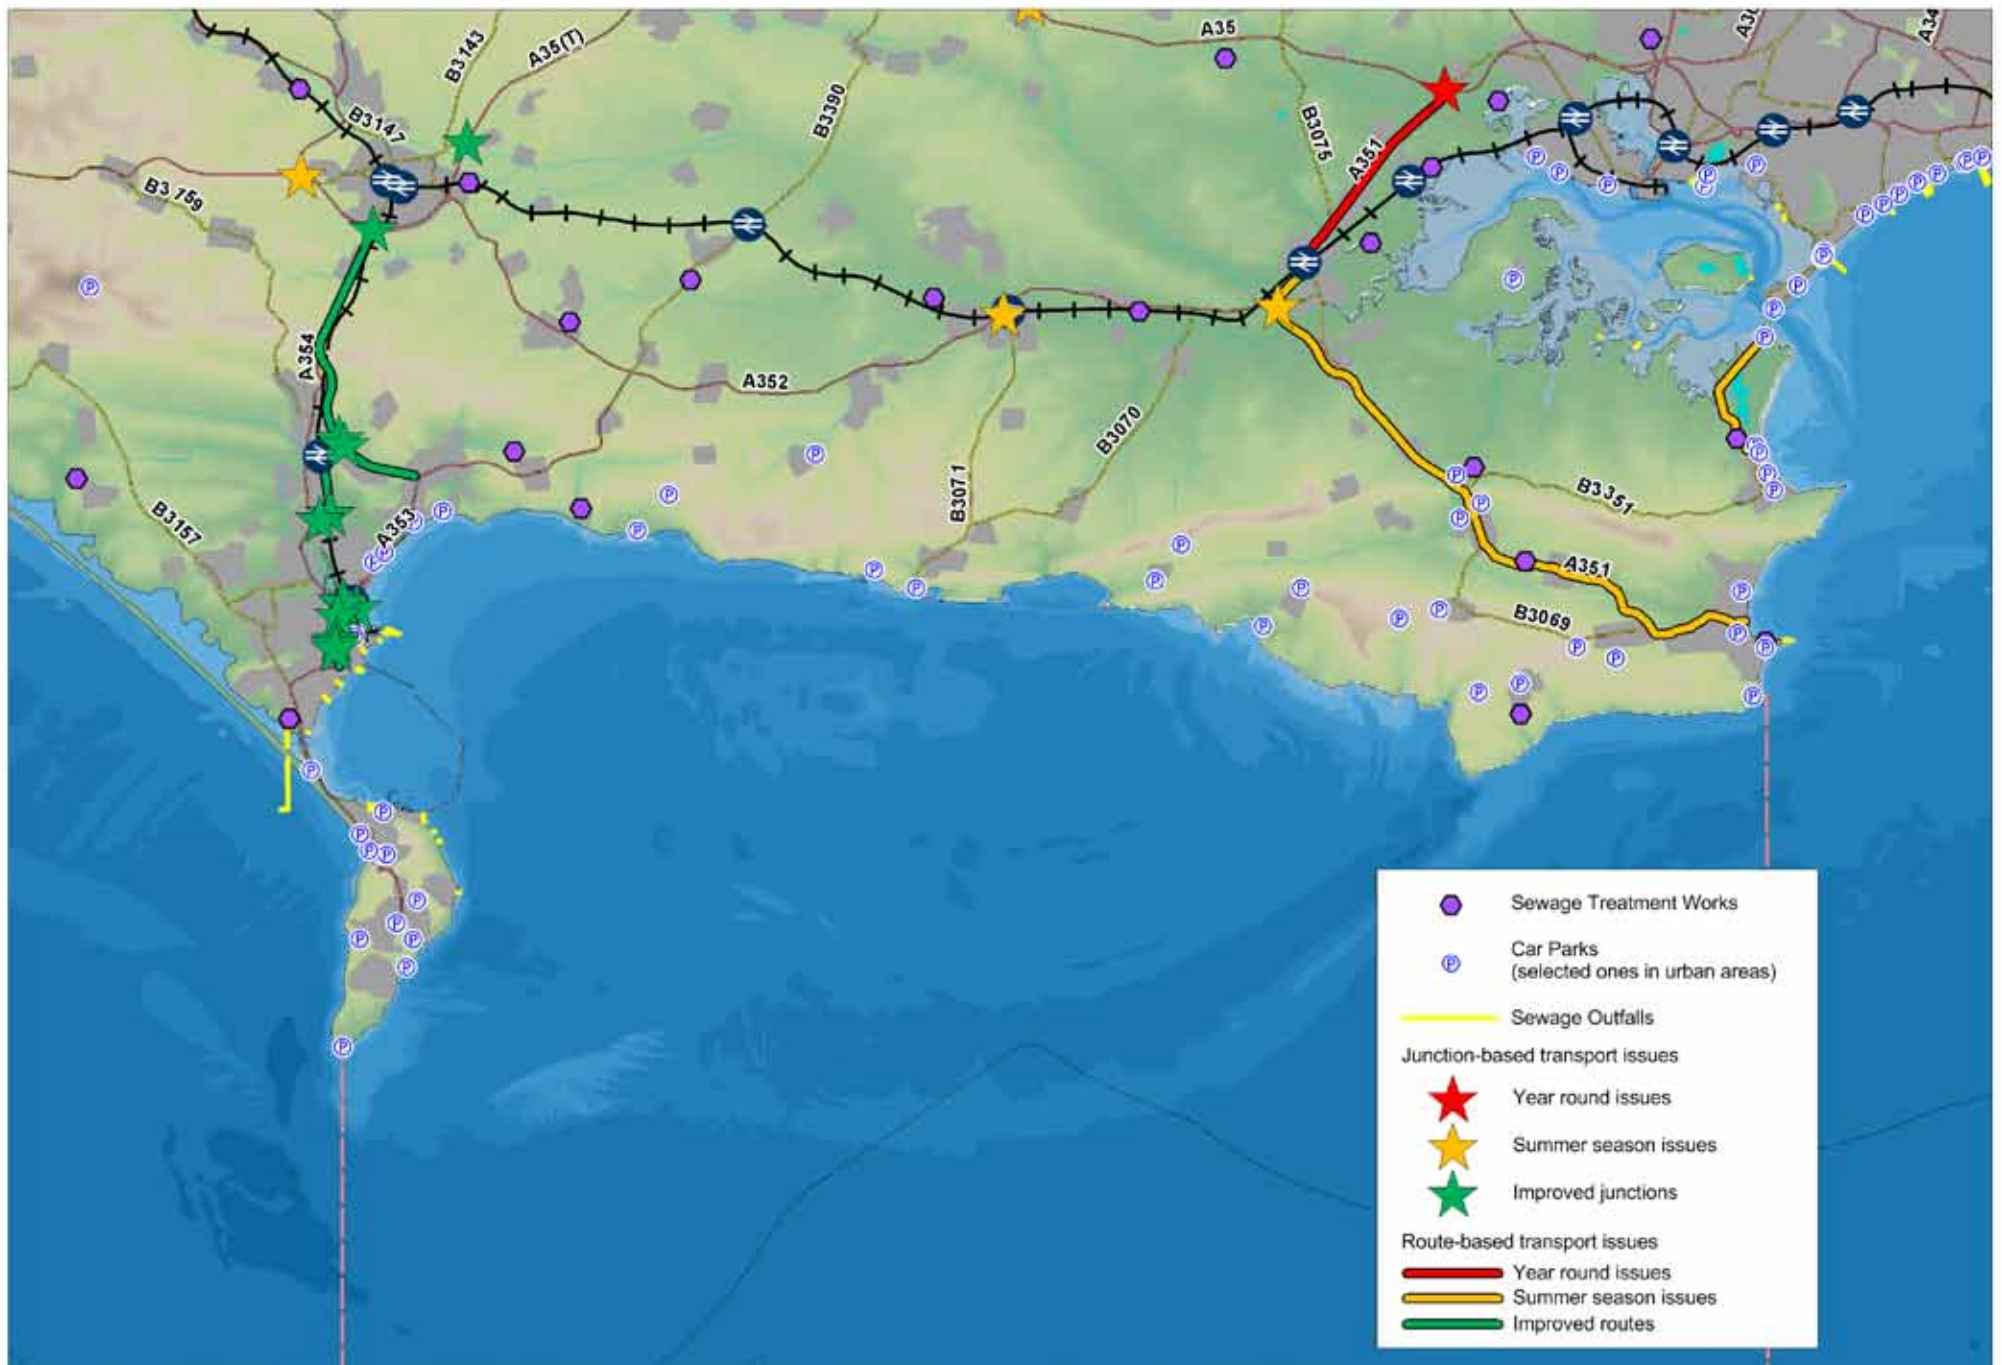 A35
A35(T)
B3143
B3147
B3390
B3075
A351
B3159
A354
A352
B3071
B3070
B3351
B3157
A353
A351
B3069
Sewage Treatment Works
Car Parks
(selected ones in urban areas)
Sewage Outfalls
Junction-based transport issues
Year round issues
Summer season issues
Improved junctions
Route-based transport issues
Year round issues
Summer season issues
Improved routes